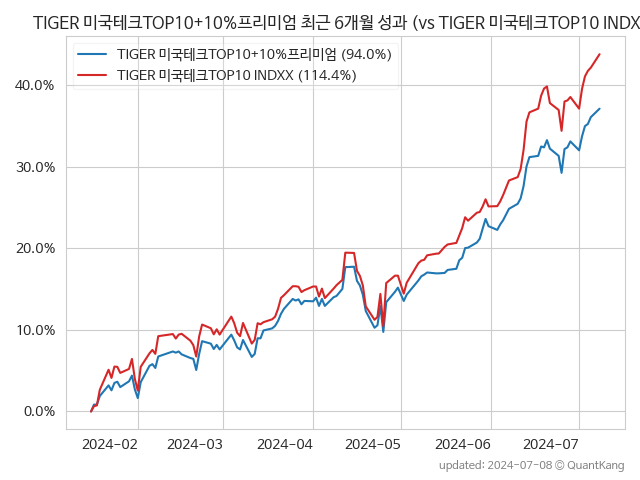 TIGER 미국테크TOP10+10%프리미엄 최근 6개월 성과 (vs TIGER 미국테크TOP10 INDX
TIGER 미국테크TOP10+10%프리미엄 (94.0%)
TIGER 미국테크TOP10 INDXX (114.4%)
40.0%
30.0%
20.0%
10.0%
0.0%
2024-02 2024-03 2024-04 2024-05 2024-06 2024-07
updated: 2024-07-08 © QuantKang